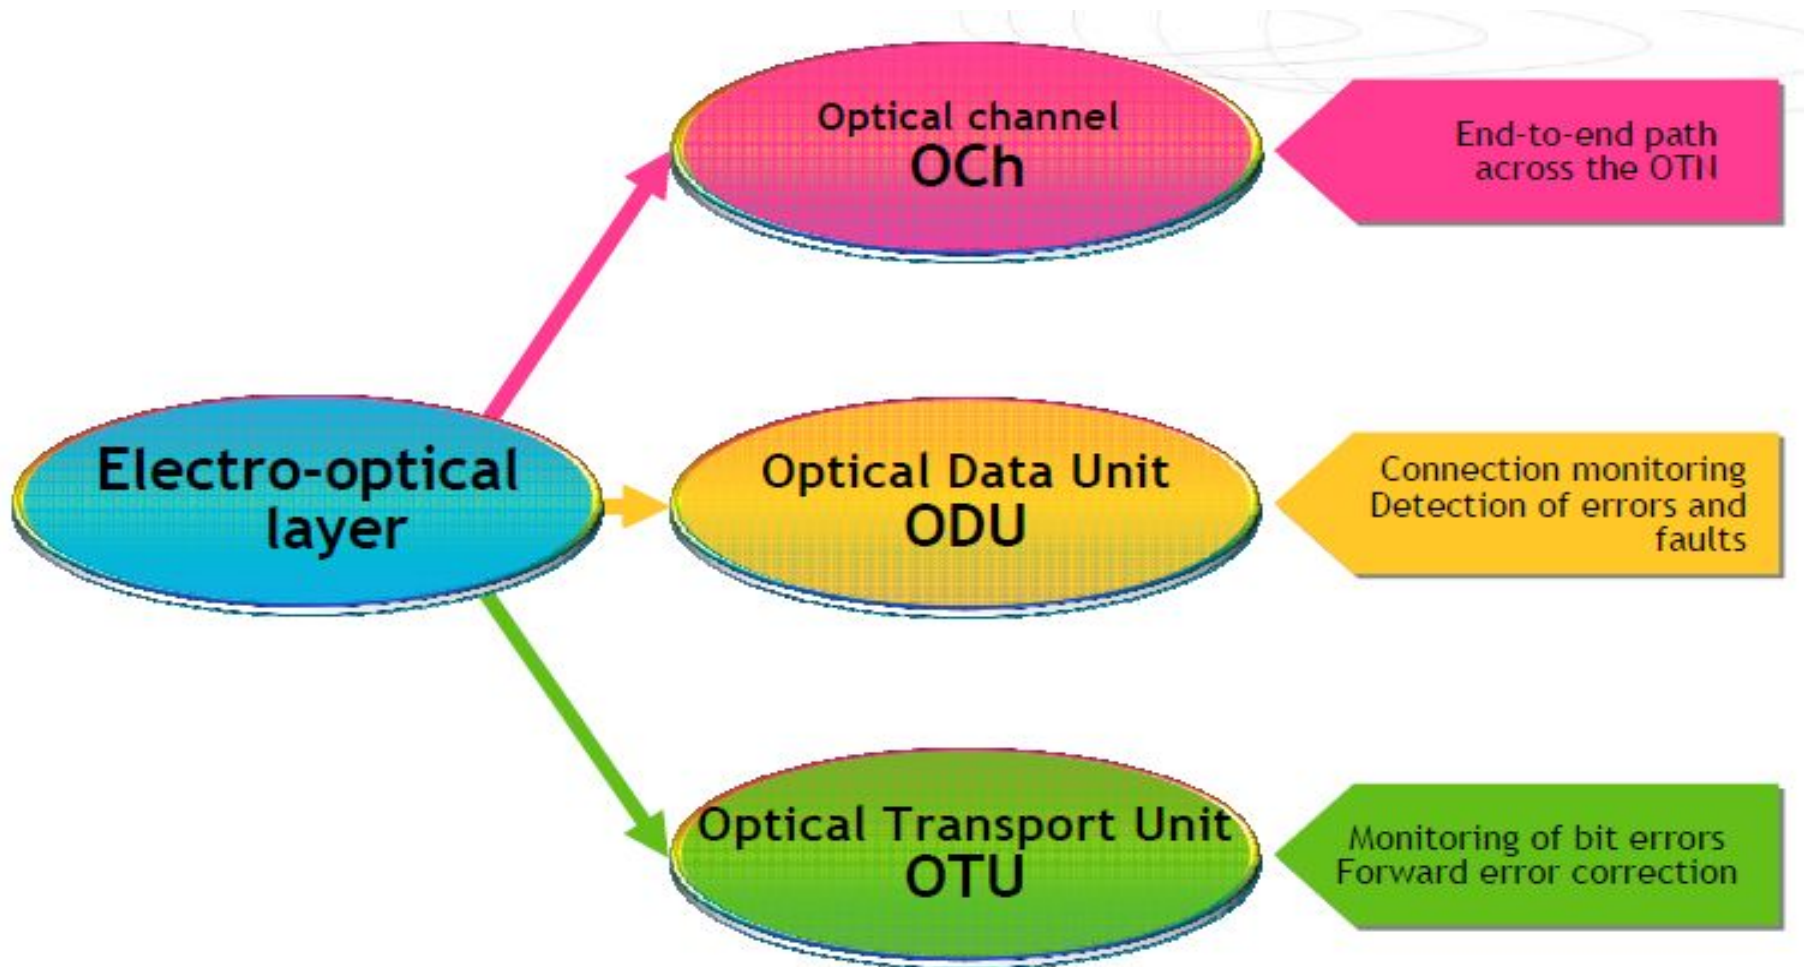 Optical channel
OCh
End-to-end path
across the OTN
Electro-optical
layer
Optical Data Unit
ODU
Connection monitoring
Detection of errors and
faults
Optical Transport Unit
OTU
Monitoring of bit errors
Forward error correction